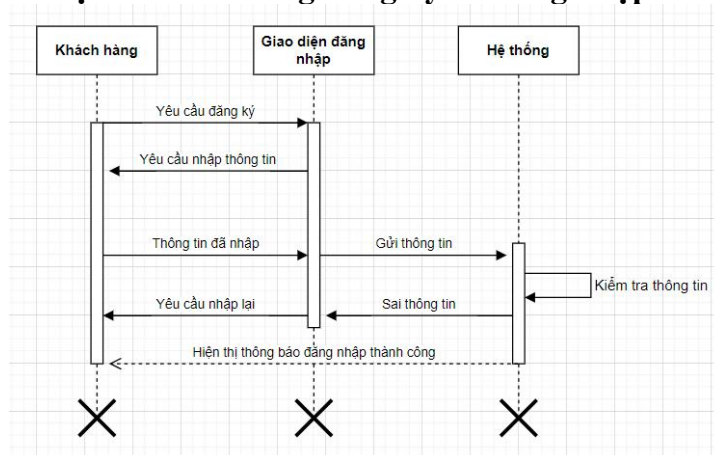 Khách hàng
Giao diện đăng
nhập
Hệ thống
Yêu cầu đăng ký
Yêu cầu nhập thông tin
Thông tin đã nhập
Gửi thông tin
Kiểm tra thông tin
Yêu cầu nhập lại
Sai thông tin
Hiện thị thông báo đăng nhập thành công